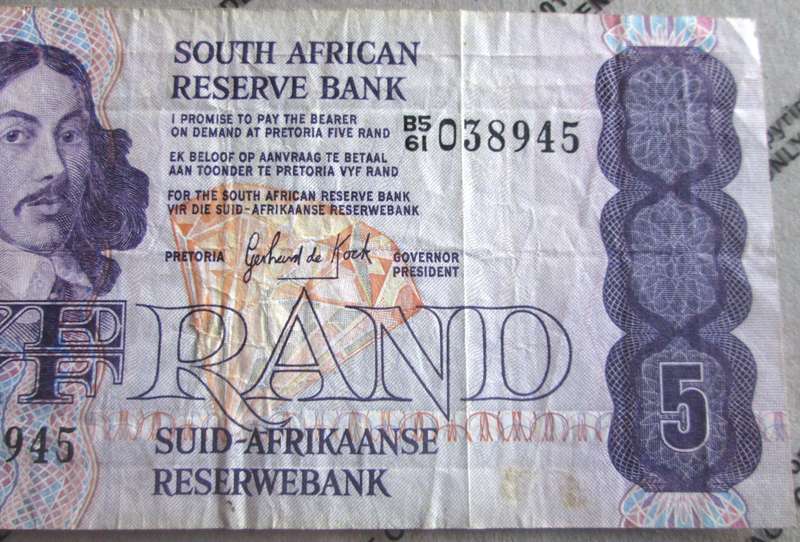 SOUTH AFRICAN
RESERVE BANK
I PROMISE TO PAY THE BEARER
ON DEMAND AT PRETORIA FIVE RAND
B5
61 038945
EK BELOOF OP AANVRAAG TE BETAAL
AAN TOONDER TE PRETORIA VYF RAND
FOR THE SOUTH AFRICAN RESERVE BANK
VIR DIE SUID-AFRIKAANSE RESERWEBANK
PRETORIA Gerhard de Kock GOVERNOR
PRESIDENT
RAND
5
945
SUID-AFRIKAANSE
RESERWEBANK